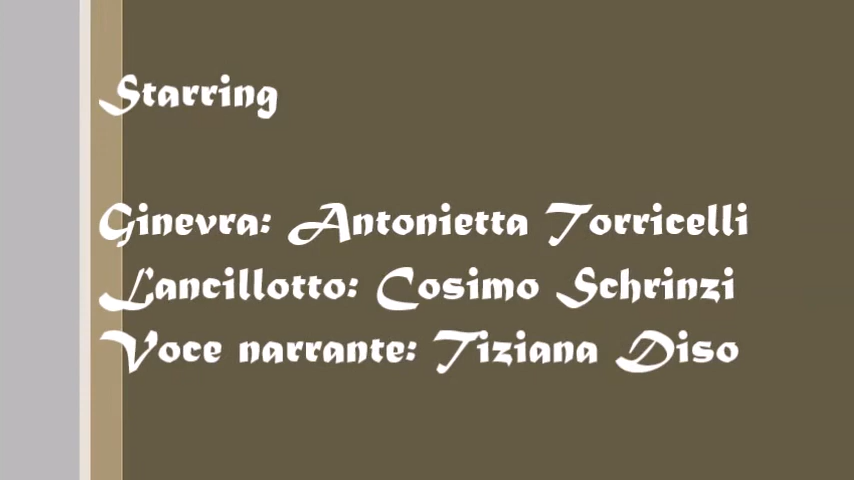 Starring
Ginevra: Antonietta Torricelli
Lancillotto: Cosimo Schrinzi
Voce narrante: Tiziana Diso